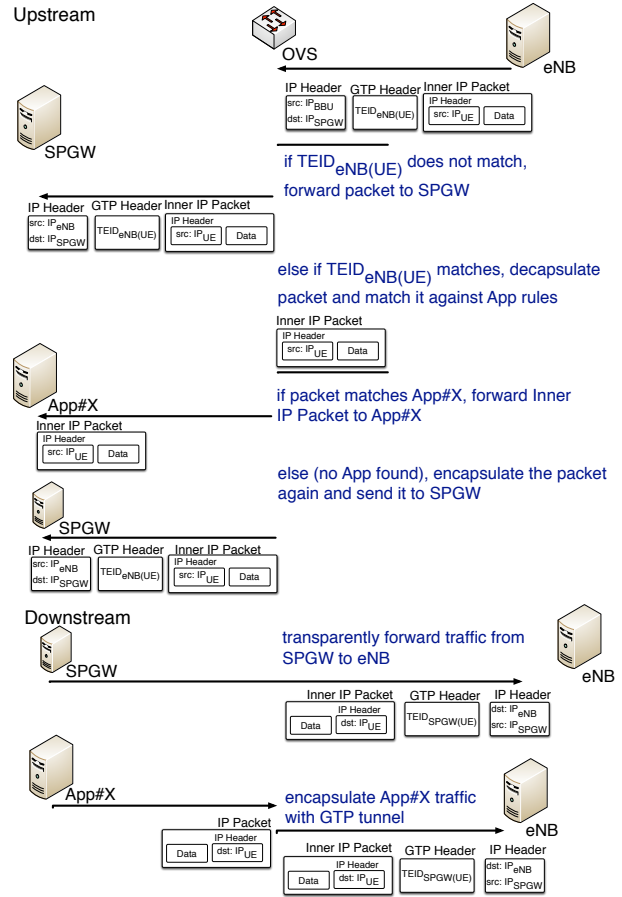 Upstream
OVS
eNB
SPGW
IP Header GTP Header Inner IP Packet
src: IPBBU
dst: IPSPGW
TEIDeNB(UE)
IP Header
src: IPUE Data
if TEIDeNB(UE) does not match,
forward packet to SPGW
IP Header GTP Header Inner IP Packet
src: IPeNB
dst: IPSPGW
TEIDeNB(UE)
IP Header
src: IPUE Data
else if TEIDeNB(UE) matches, decapsulate
packet and match it against App rules
Inner IP Packet
IP Header
src: IPUE Data
App#X
if packet matches App#X, forward Inner
IP Packet to App#X
Inner IP Packet
IP Header
src: IPUE Data
else (no App found), encapsulate the packet
again and send it to SPGW
SPGW
IP Header GTP Header Inner IP Packet
src: IPeNB
dst: IPSPGW
TEIDeNB(UE)
IP Header
src: IPUE Data
Downstream
SPGW
transparently forward traffic from
SPGW to eNB
eNB
Inner IP Packet GTP Header IP Header
IP Header
Data dst: IPUE
TEIDSPGW(UE)
dst: IPeNB
src: IPSPGW
App#X
encapsulate App#X traffic
with GTP tunnel
eNB
IP Packet
IP Header
Data dst: IPUE
Inner IP Packet GTP Header IP Header
IP Header
Data dst: IPUE
TEIDSPGW(UE)
dst: IPeNB
src: IPSPGW